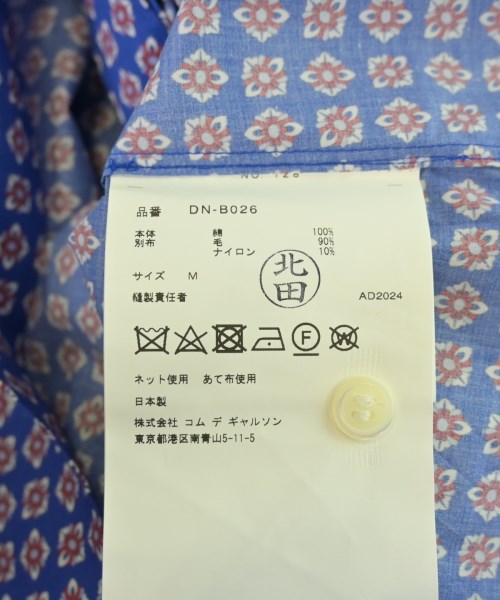 NO. 128
品番 DN-B026
本体 綿 100%
別布 毛 90%
ナイロン 10%
サイズ M
北田
縫製責任者
AD2024
ネット使用 あて布使用
日本製
株式会社 コム デ ギャルソン
東京都港区南青山5-11-5